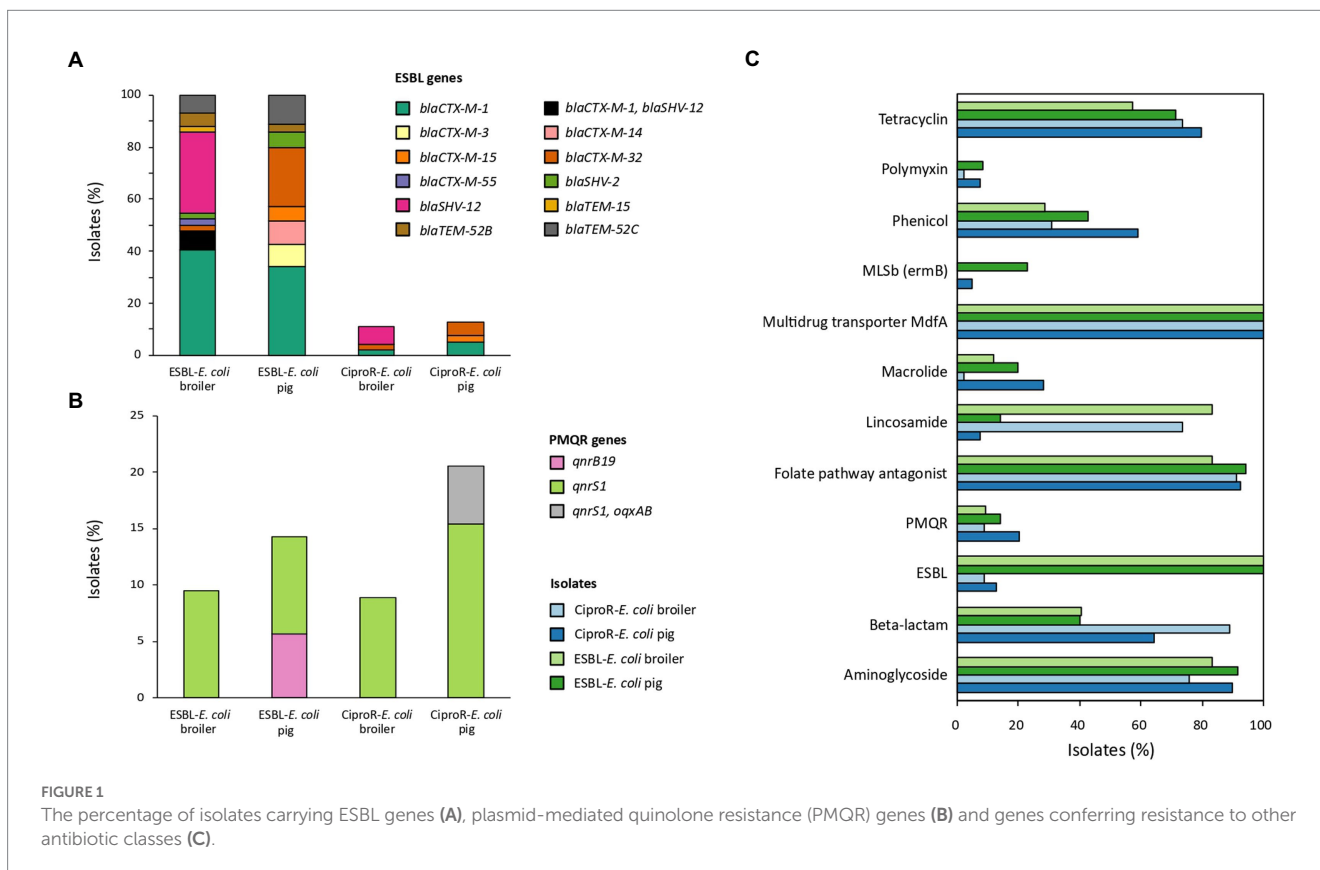 A
ESBL genes
blaCTX-M-1
blaCTX-M-1, blaSHV-12
blaCTX-M-3
blaCTX-M-14
blaCTX-M-15
blaCTX-M-32
blaCTX-M-55
blaSHV-2
blaSHV-12
blaTEM-15
blaTEM-52B
blaTEM-52C
Isolates (%)
100
80
60
40
20
0
ESBL-E. coli
broiler
ESBL-E. coli
pig
CiproR-E. coli
broiler
CiproR-E. coli
pig
B
PMQR genes
qnrB19
qnrS1
qnrS1, oqxAB
Isolates (%)
25
20
15
10
5
0
ESBL-E. coli
broiler
ESBL-E. coli
pig
CiproR-E. coli
broiler
CiproR-E. coli
pig
Isolates
CiproR-E. coli broiler
CiproR-E. coli pig
ESBL-E. coli broiler
ESBL-E. coli pig
C
Tetracyclin
Polymyxin
Phenicol
MLSb (ermB)
Multidrug transporter MdfA
Macrolide
Lincosamide
Folate pathway antagonist
PMQR
ESBL
Beta-lactam
Aminoglycoside
0 20 40 60 80 100
Isolates (%)
FIGURE 1
The percentage of isolates carrying ESBL genes (A), plasmid-mediated quinolone resistance (PMQR) genes (B) and genes conferring resistance to other
antibiotic classes (C).